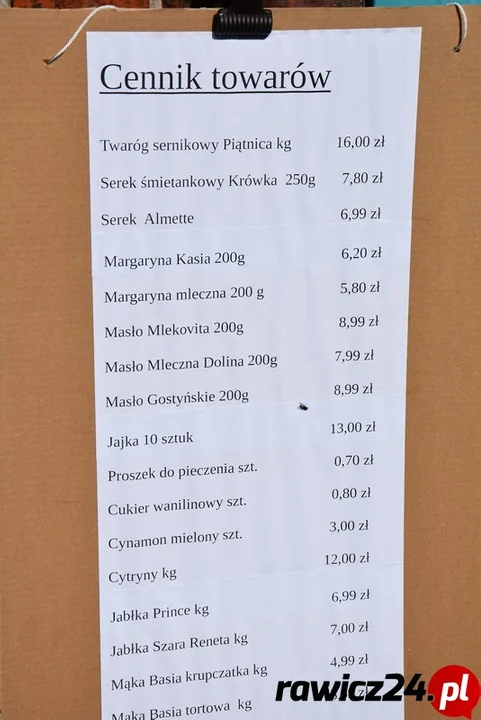 Cennik towarów
Twaróg sernikowy Piątnica kg 16,00 zł
Serek śmietankowy Krówka 250g 7,80 zł
Serek Almette 6,99 zł
Margaryna Kasia 200g 6,20 zł
Margaryna mleczna 200 g 5,80 zł
Masło Mlekovita 200g 8,99 zł
Masło Mleczna Dolina 200g 7,99 zł
Masło Gostyńskie 200g 8,99 zł
Jajka 10 sztuk 13,00 zł
Proszek do pieczenia szt. 0,70 zł
Cukier wanilinowy szt. 0,80 zł
Cynamon mielony szt. 3,00 zł
Cytryny kg 12,00 zł
Jabłka Prince kg 6,99 zł
Jabłka Szara Reneta kg 7,00 zł
Mąka Basia krupczatka kg 4,99 zł
Mąka Basia tortowa kg zł
rawicz24.pl